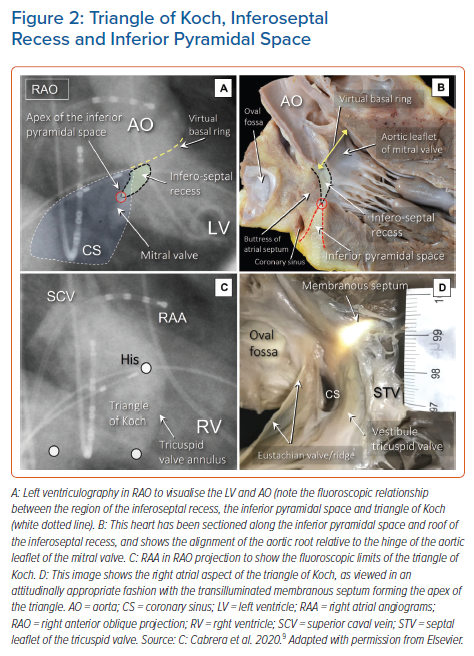 Figure 2: Triangle of Koch, Inferoseptal
Recess and Inferior Pyramidal Space
RAO
A
Apex of the inferior
pyramidal space
AO
Virtual
basal ring
Infero-septal
recess
LV
CS
Mitral valve
B
AO
Virtual basal ring
Oval
fossa
Aortic leaflet
of mitral valve
Infero-septal
recess
Buttress of
atrial septum
Inferior pyramidal space
Coronary sinus
C
SCV
RAA
His
Triangle
of Koch
RV
Tricuspid
valve annulus
D
Membranous septum
Oval
fossa
CS
STV
99
98
97
Vestibule
tricuspid valve
Eustachian valve/ridge
A: Left ventriculography in RAO to visualise the LV and AO (note the fluoroscopic relationship
between the region of the inferoseptal recess, the inferior pyramidal space and triangle of Koch
(white dotted line). B: This heart has been sectioned along the inferior pyramidal space and roof of
the inferoseptal recess, and shows the alignment of the aortic root relative to the hinge of the aortic
leaflet of the mitral valve. C: RAA in RAO projection to show the fluoroscopic limits of the triangle of
Koch. D: This image shows the right atrial aspect of the triangle of Koch, as viewed in an
attitudinally appropriate fashion with the transilluminated membranous septum forming the apex of
the triangle. AO = aorta; CS = coronary sinus; LV = left ventricle; RAA = right atrial angiograms;
RAO = right anterior oblique projection; RV = rght ventricle; SCV = superior caval vein; STV = septal
leaflet of the tricuspid valve. Source: C: Cabrera et al. 2020.9 Adapted with permission from Elsevier.